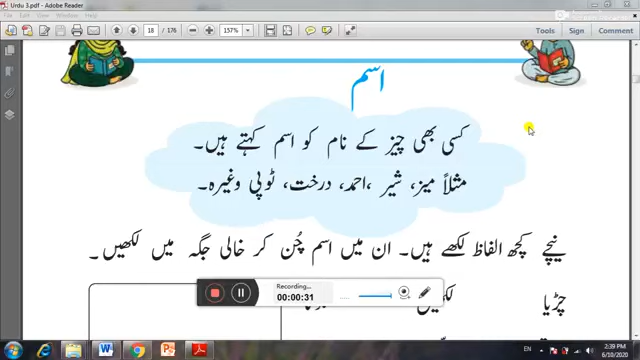 Urdu 3.pdf - Adobe Reader
File Edit View Window Help
18 / 176 157% Tools Sign Comment
اسم
کسی بھی چیز کے نام کو اسم کہتے ہیں۔
مثلاً میز، شیر، احمد، درخت، ٹوپی وغیرہ۔
نیچے کچھ الفاظ لکھے ہیں۔ ان میں اسم چُن کر خالی جگہ میں لکھیں۔
چڑیا لکھیں
Recording...
00:00:31
EN 2:39 PM
6/10/2020